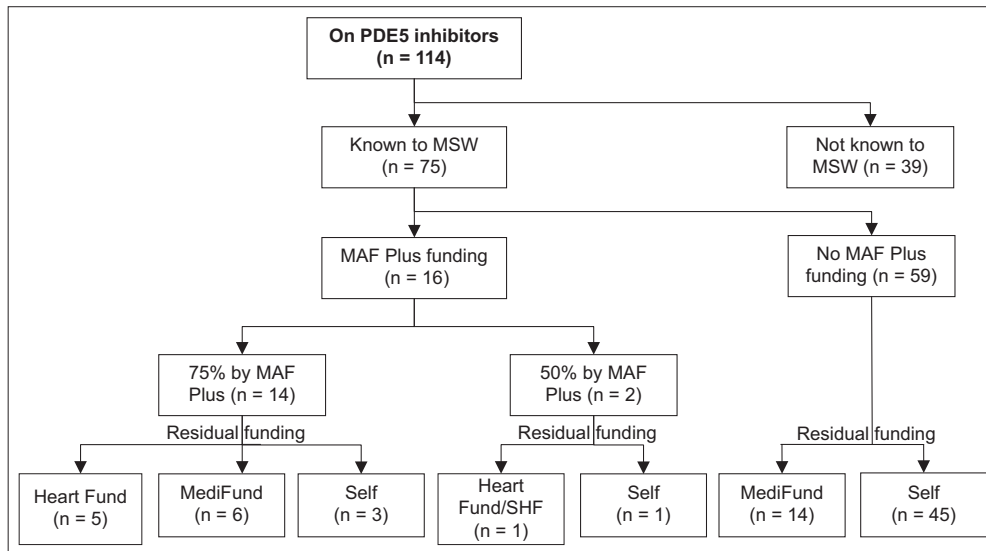 On PDE5 inhibitors
(n = 114)
Known to MSW
(n = 75)
Not known to
MSW (n = 39)
MAF Plus funding
(n = 16)
No MAF Plus
funding (n = 59)
75% by MAF
Plus (n = 14)
50% by MAF
Plus (n = 2)
Residual funding
Residual funding
Residual funding
Heart Fund
(n = 5)
MediFund
(n = 6)
Self
(n = 3)
Heart
Fund/SHF
(n = 1)
Self
(n = 1)
MediFund
(n = 14)
Self
(n = 45)